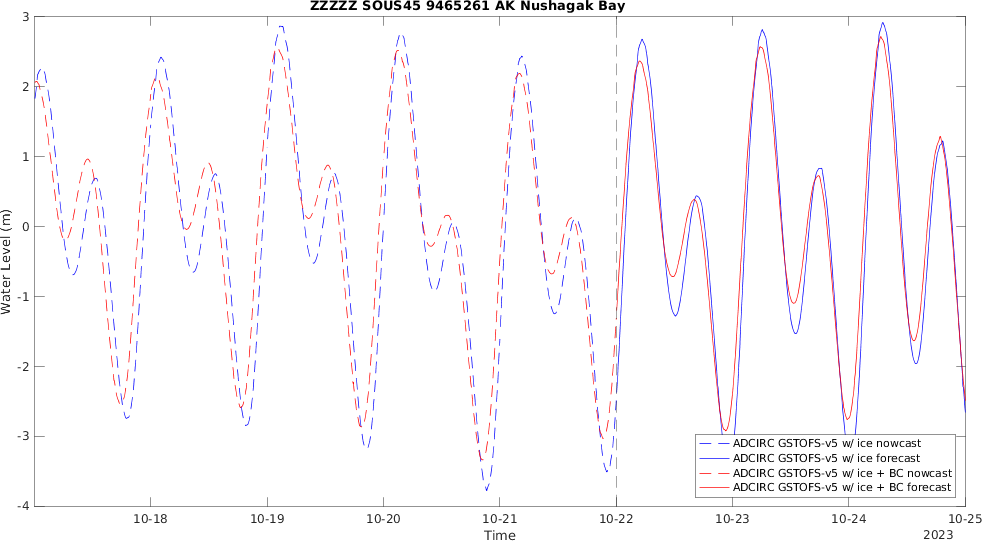 ZZZZZ SOUS45 9465261 AK Nushagak Bay
3
2
1
0
-1
-2
-3
-4
Water Level (m)
10-18
10-19
10-20
10-21
10-22
10-23
10-24
10-25
Time
2023
ADCIRC GSTOFS-v5 w/ ice nowcast
ADCIRC GSTOFS-v5 w/ ice forecast
ADCIRC GSTOFS-v5 w/ ice + BC nowcast
ADCIRC GSTOFS-v5 w/ ice + BC forecast